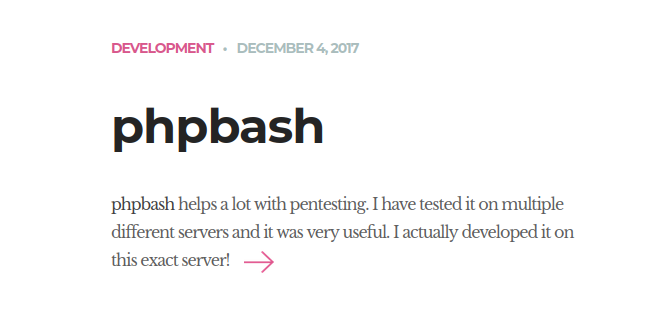 DEVELOPMENT • DECEMBER 4, 2017
phpbash
phpbash helps a lot with pentesting. I have tested it on multiple
different servers and it was very useful. I actually developed it on
this exact server!